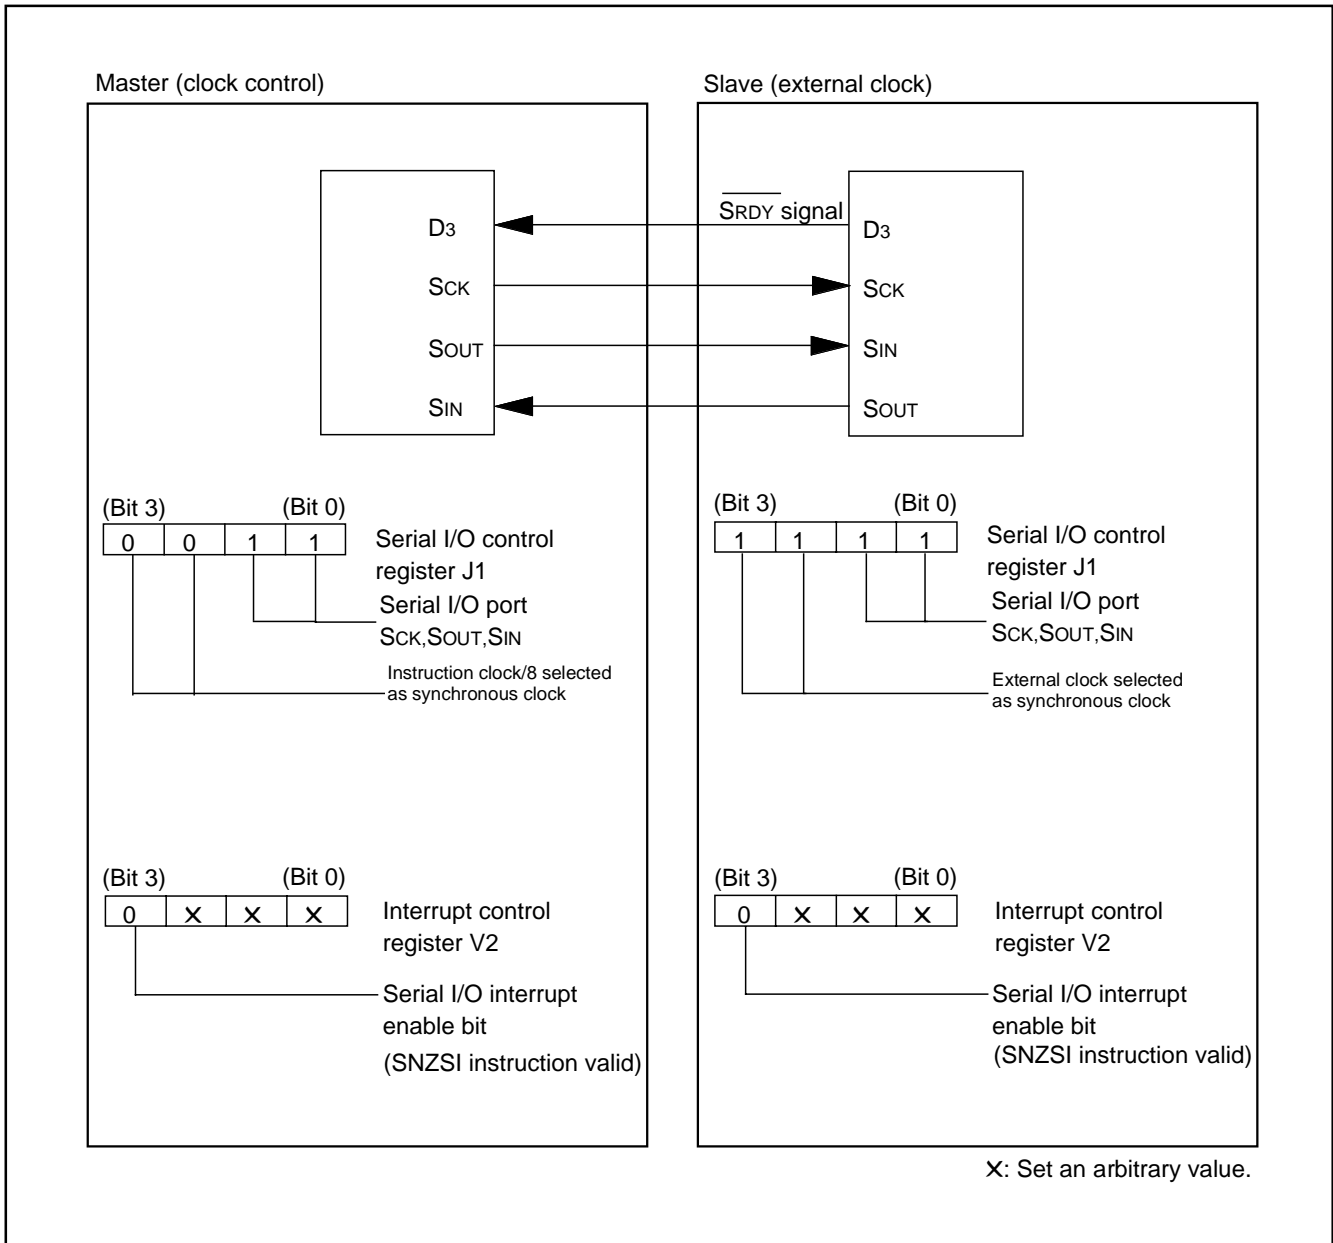 Master (clock control)
D3
SCK
SOUT
SIN
(Bit 3) (Bit 0)
0 0 1 1
Serial I/O control
register J1
Serial I/O port
SCK,SOUT,SIN
Instruction clock/8 selected
as synchronous clock
(Bit 3) (Bit 0)
0 X X X
Interrupt control
register V2
Serial I/O interrupt
enable bit
(SNZSI instruction valid)
Slave (external clock)
SRDY signal
D3
SCK
SIN
SOUT
(Bit 3) (Bit 0)
1 1 1 1
Serial I/O control
register J1
Serial I/O port
SCK,SOUT,SIN
External clock selected
as synchronous clock
(Bit 3) (Bit 0)
0 X X X
Interrupt control
register V2
Serial I/O interrupt
enable bit
(SNZSI instruction valid)
X: Set an arbitrary value.